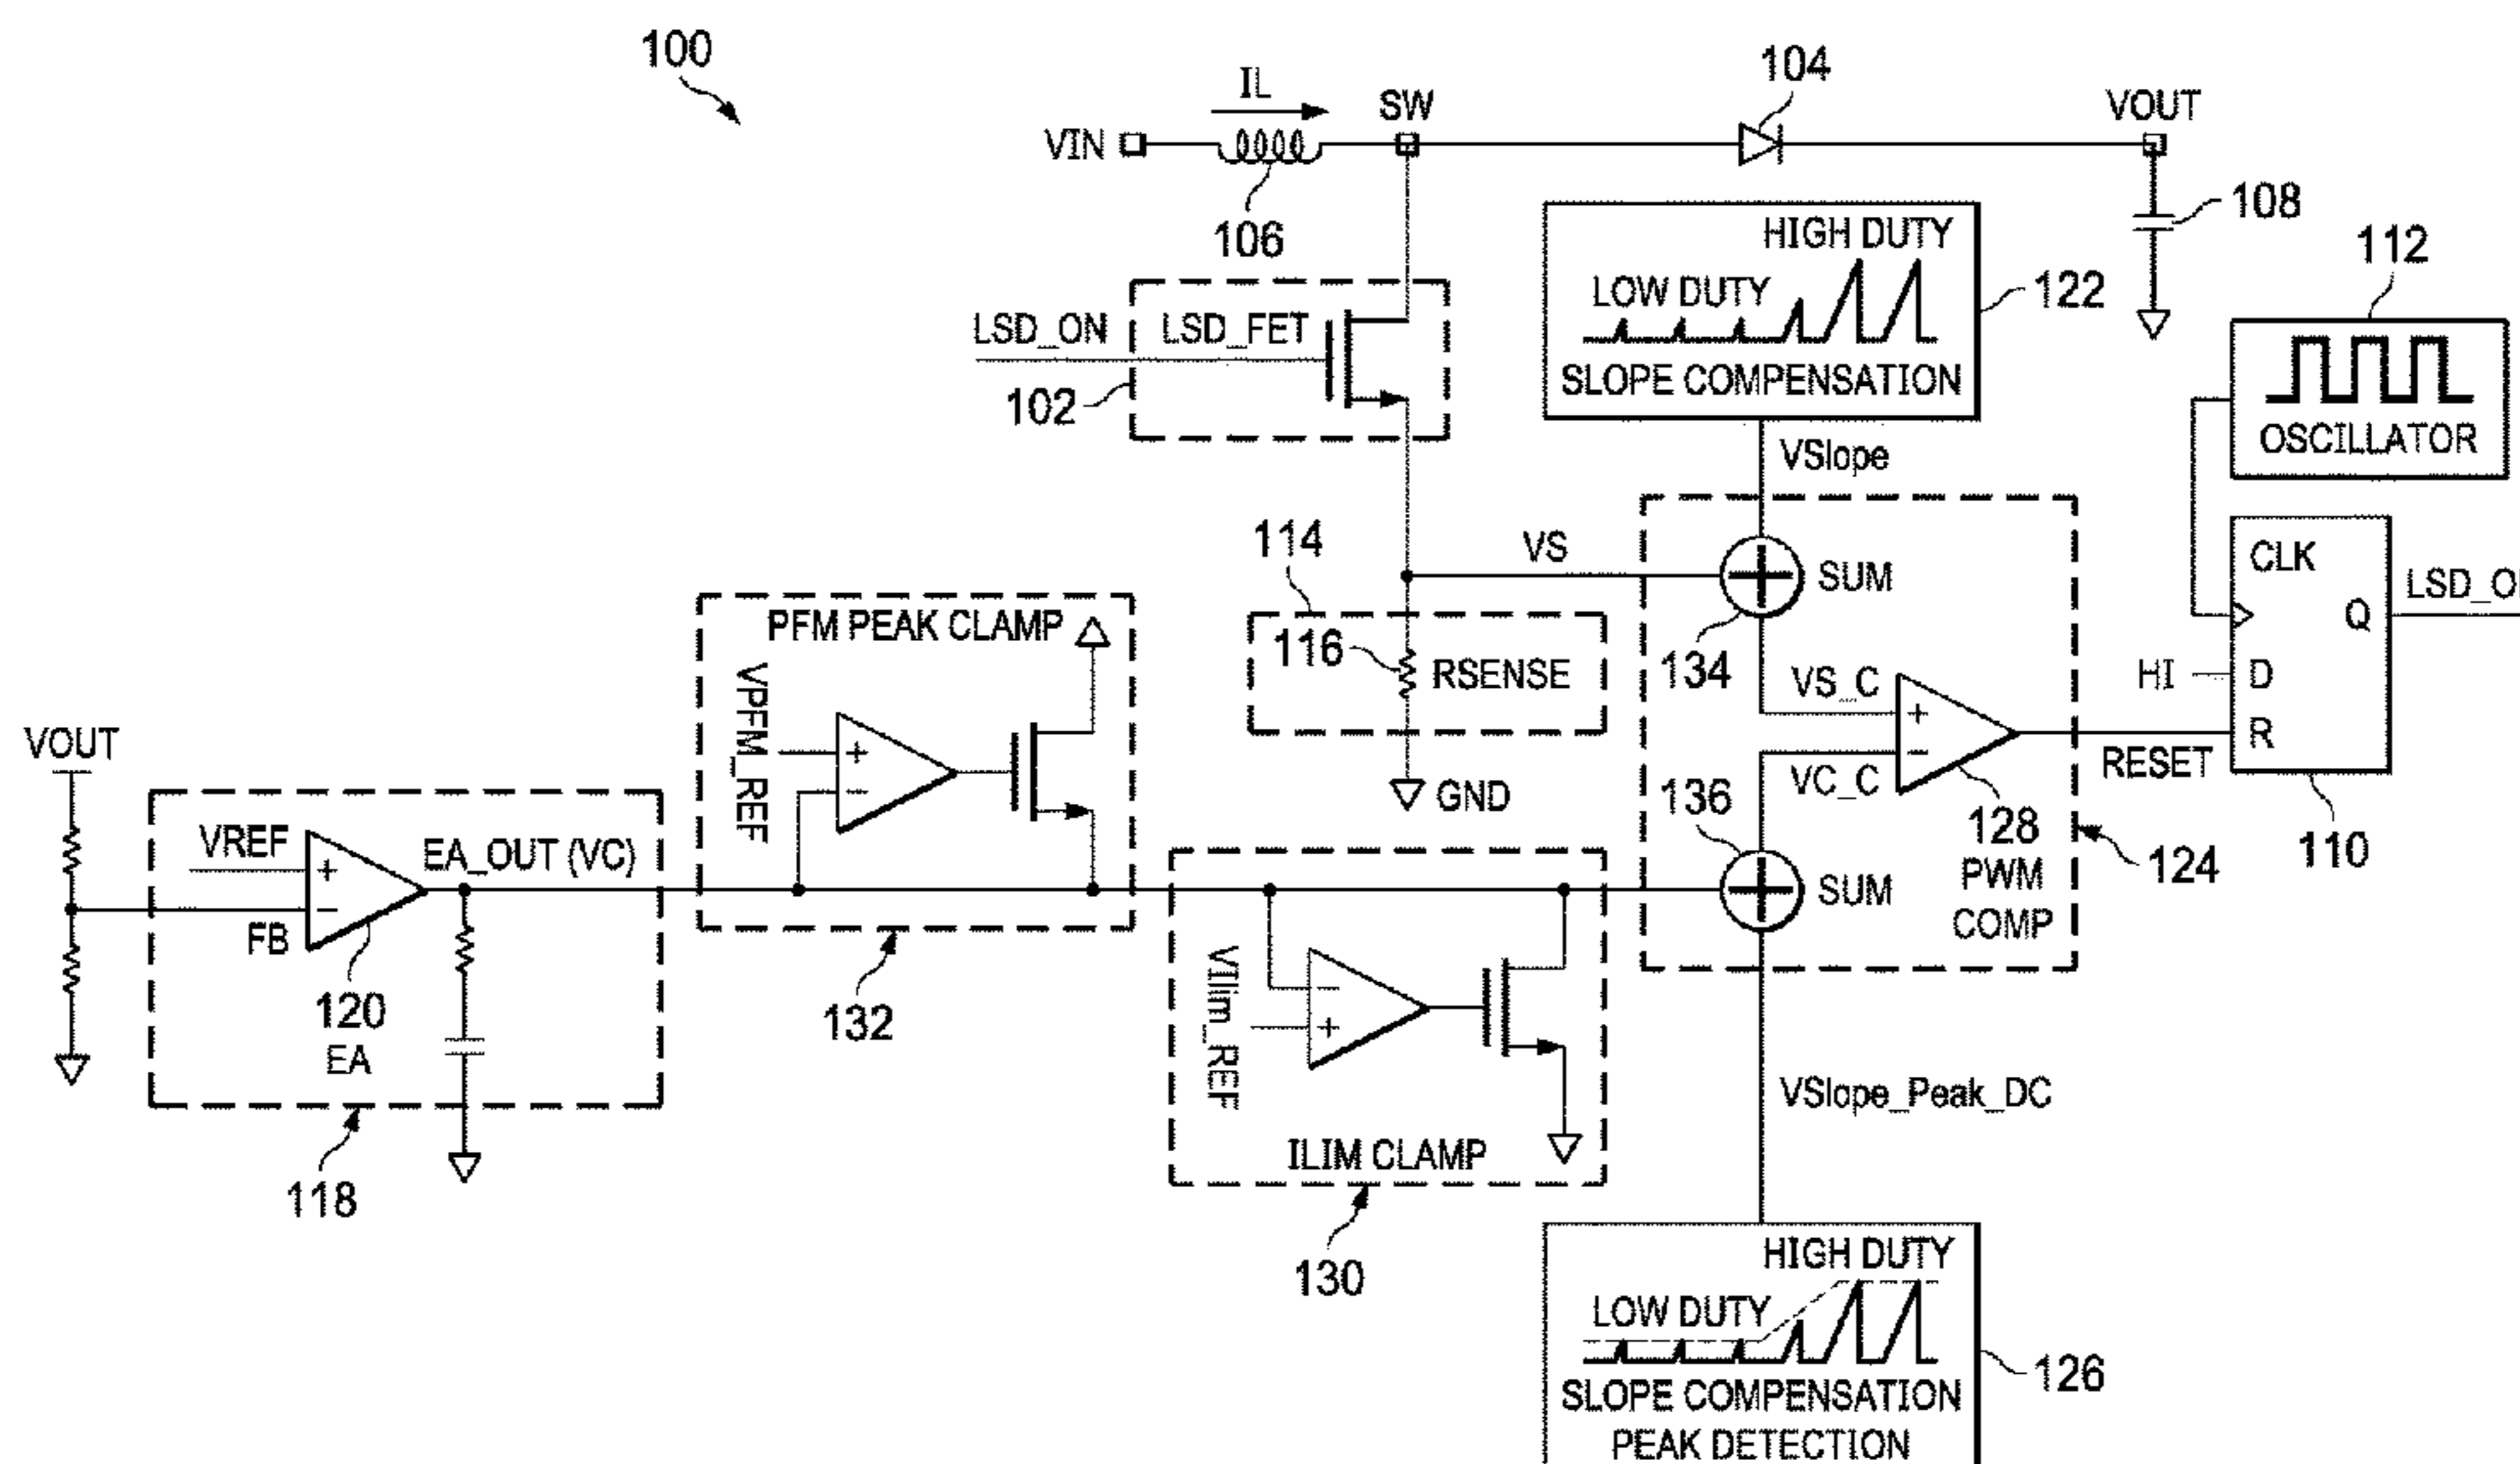 100
IL
SW
104
VOUT
VIN
106
108
HIGH DUTY
LOW DUTY
SLOPE COMPENSATION
122
112
OSCILLATOR
LSD_ON
LSD_FET
102
VSlope
114
VS
SUM
134
116
RSENSE
GND
CLK
Q
D
R
HI
LSD_O
VS_C
+
−
VC_C
RESET
128
110
136
SUM
PWM
COMP
124
PFM PEAK CLAMP
VPFM_REF
+
−
132
VOUT
VREF
+
−
FB
EA_OUT (VC)
120
EA
118
VIlim_REF
−
+
ILIM CLAMP
130
VSlope_Peak_DC
HIGH DUTY
LOW DUTY
SLOPE COMPENSATION
PEAK DETECTION
126